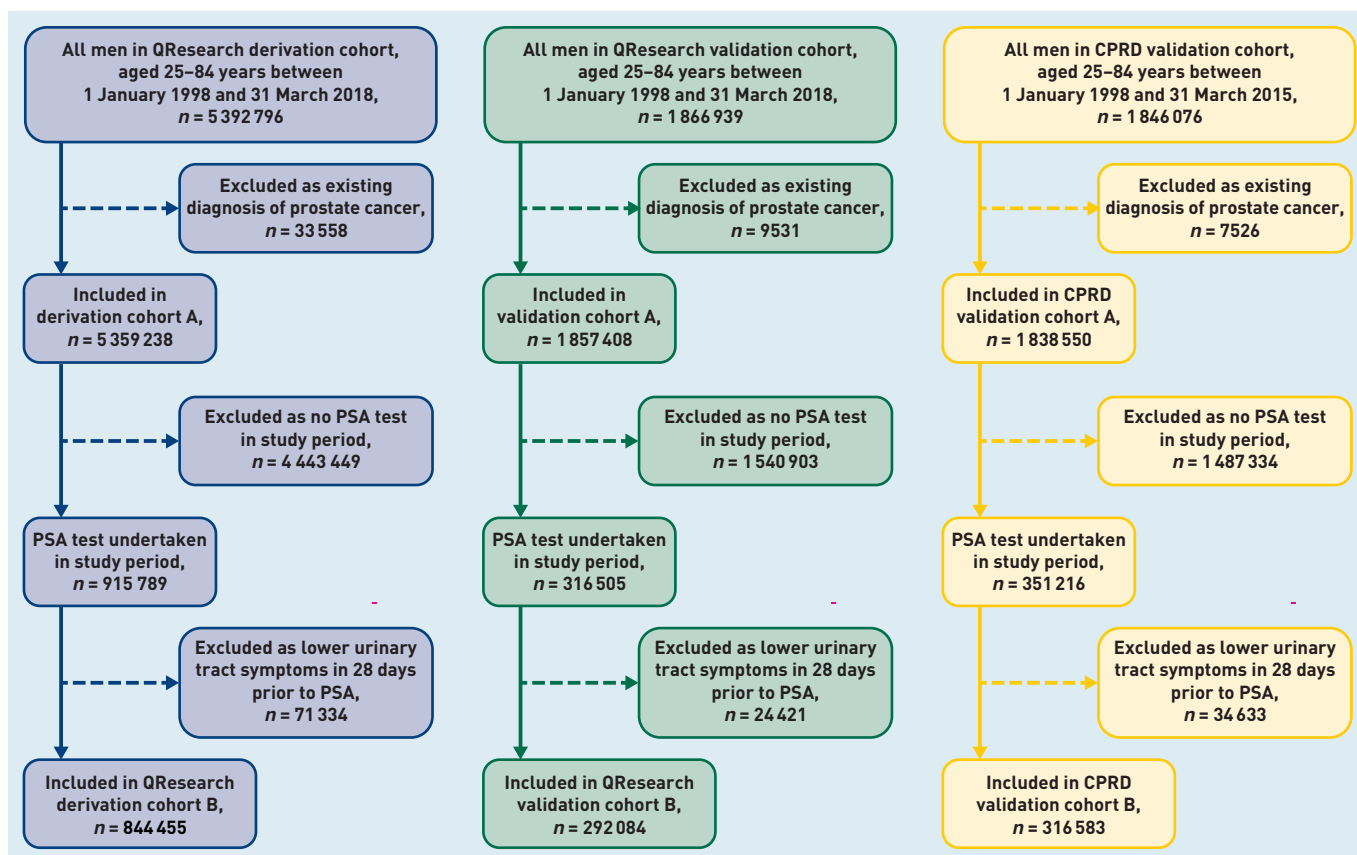 All men in QResearch derivation cohort,
aged 25–84 years between
1 January 1998 and 31 March 2018,
n = 5 392 796
Excluded as existing
diagnosis of prostate cancer,
n = 33 558
Included in
derivation cohort A,
n = 5 359 238
Excluded as no PSA test
in study period,
n = 4 443 449
PSA test undertaken
in study period,
n = 915 789
Excluded as lower urinary
tract symptoms in 28 days
prior to PSA,
n = 71 334
Included in QResearch
derivation cohort B,
n = 844 455
All men in QResearch validation cohort,
aged 25–84 years between
1 January 1998 and 31 March 2018,
n = 1 866 939
Excluded as existing
diagnosis of prostate cancer,
n = 9531
Included in
validation cohort A,
n = 1 857 408
Excluded as no PSA test
in study period,
n = 1 540 903
PSA test undertaken
in study period,
n = 316 505
Excluded as lower urinary
tract symptoms in 28 days
prior to PSA,
n = 24 421
Included in QResearch
validation cohort B,
n = 292 084
All men in CPRD validation cohort,
aged 25–84 years between
1 January 1998 and 31 March 2015,
n = 1 846 076
Excluded as existing
diagnosis of prostate cancer,
n = 7526
Included in CPRD
validation cohort A,
n = 1 838 550
Excluded as no PSA test
in study period,
n = 1 487 334
PSA test undertaken
in study period,
n = 351 216
Excluded as lower urinary
tract symptoms in 28 days
prior to PSA,
n = 34 633
Included in CPRD
validation cohort B,
n = 316 583